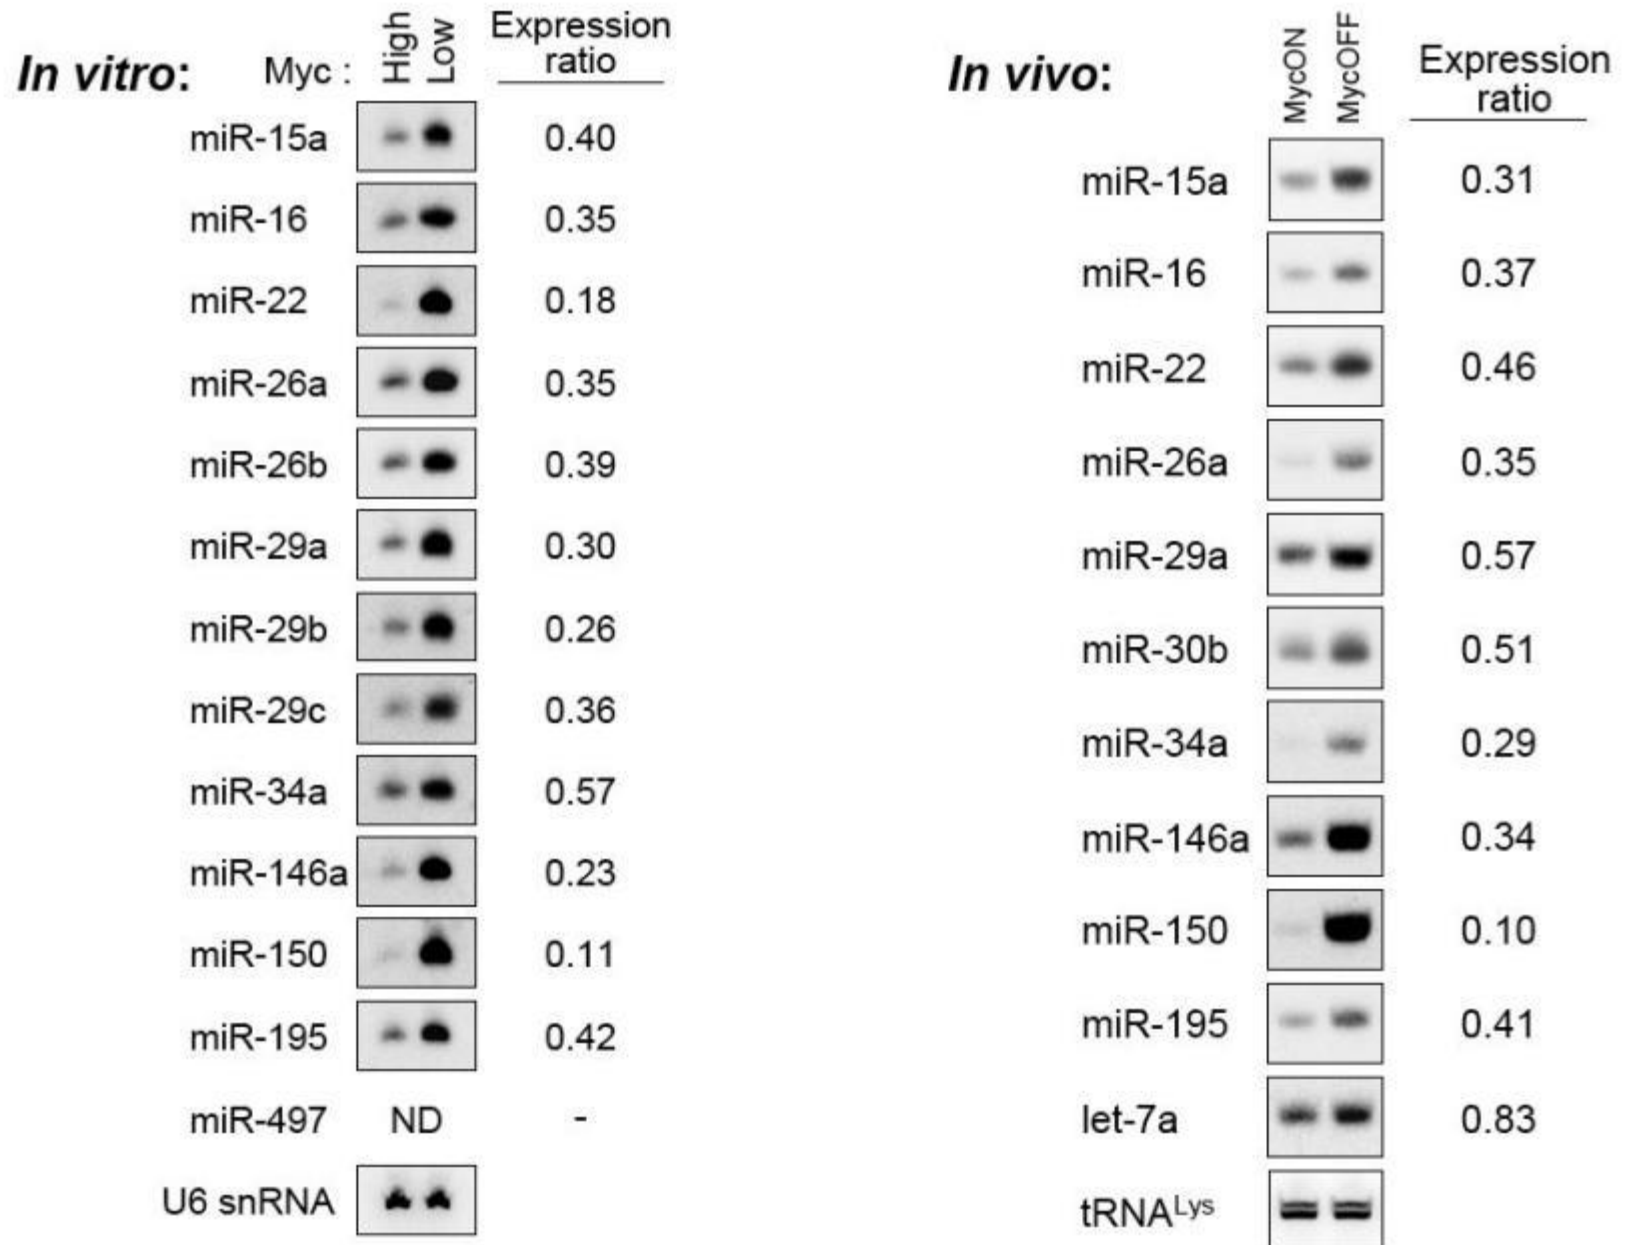 In vitro: Myc : High Low Expression ratio
miR-15a 0.40
miR-16 0.35
miR-22 0.18
miR-26a 0.35
miR-26b 0.39
miR-29a 0.30
miR-29b 0.26
miR-29c 0.36
miR-34a 0.57
miR-146a 0.23
miR-150 0.11
miR-195 0.42
miR-497 ND -
U6 snRNA
In vivo: MycON MycOFF Expression ratio
miR-15a 0.31
miR-16 0.37
miR-22 0.46
miR-26a 0.35
miR-29a 0.57
miR-30b 0.51
miR-34a 0.29
miR-146a 0.34
miR-150 0.10
miR-195 0.41
let-7a 0.83
tRNALys